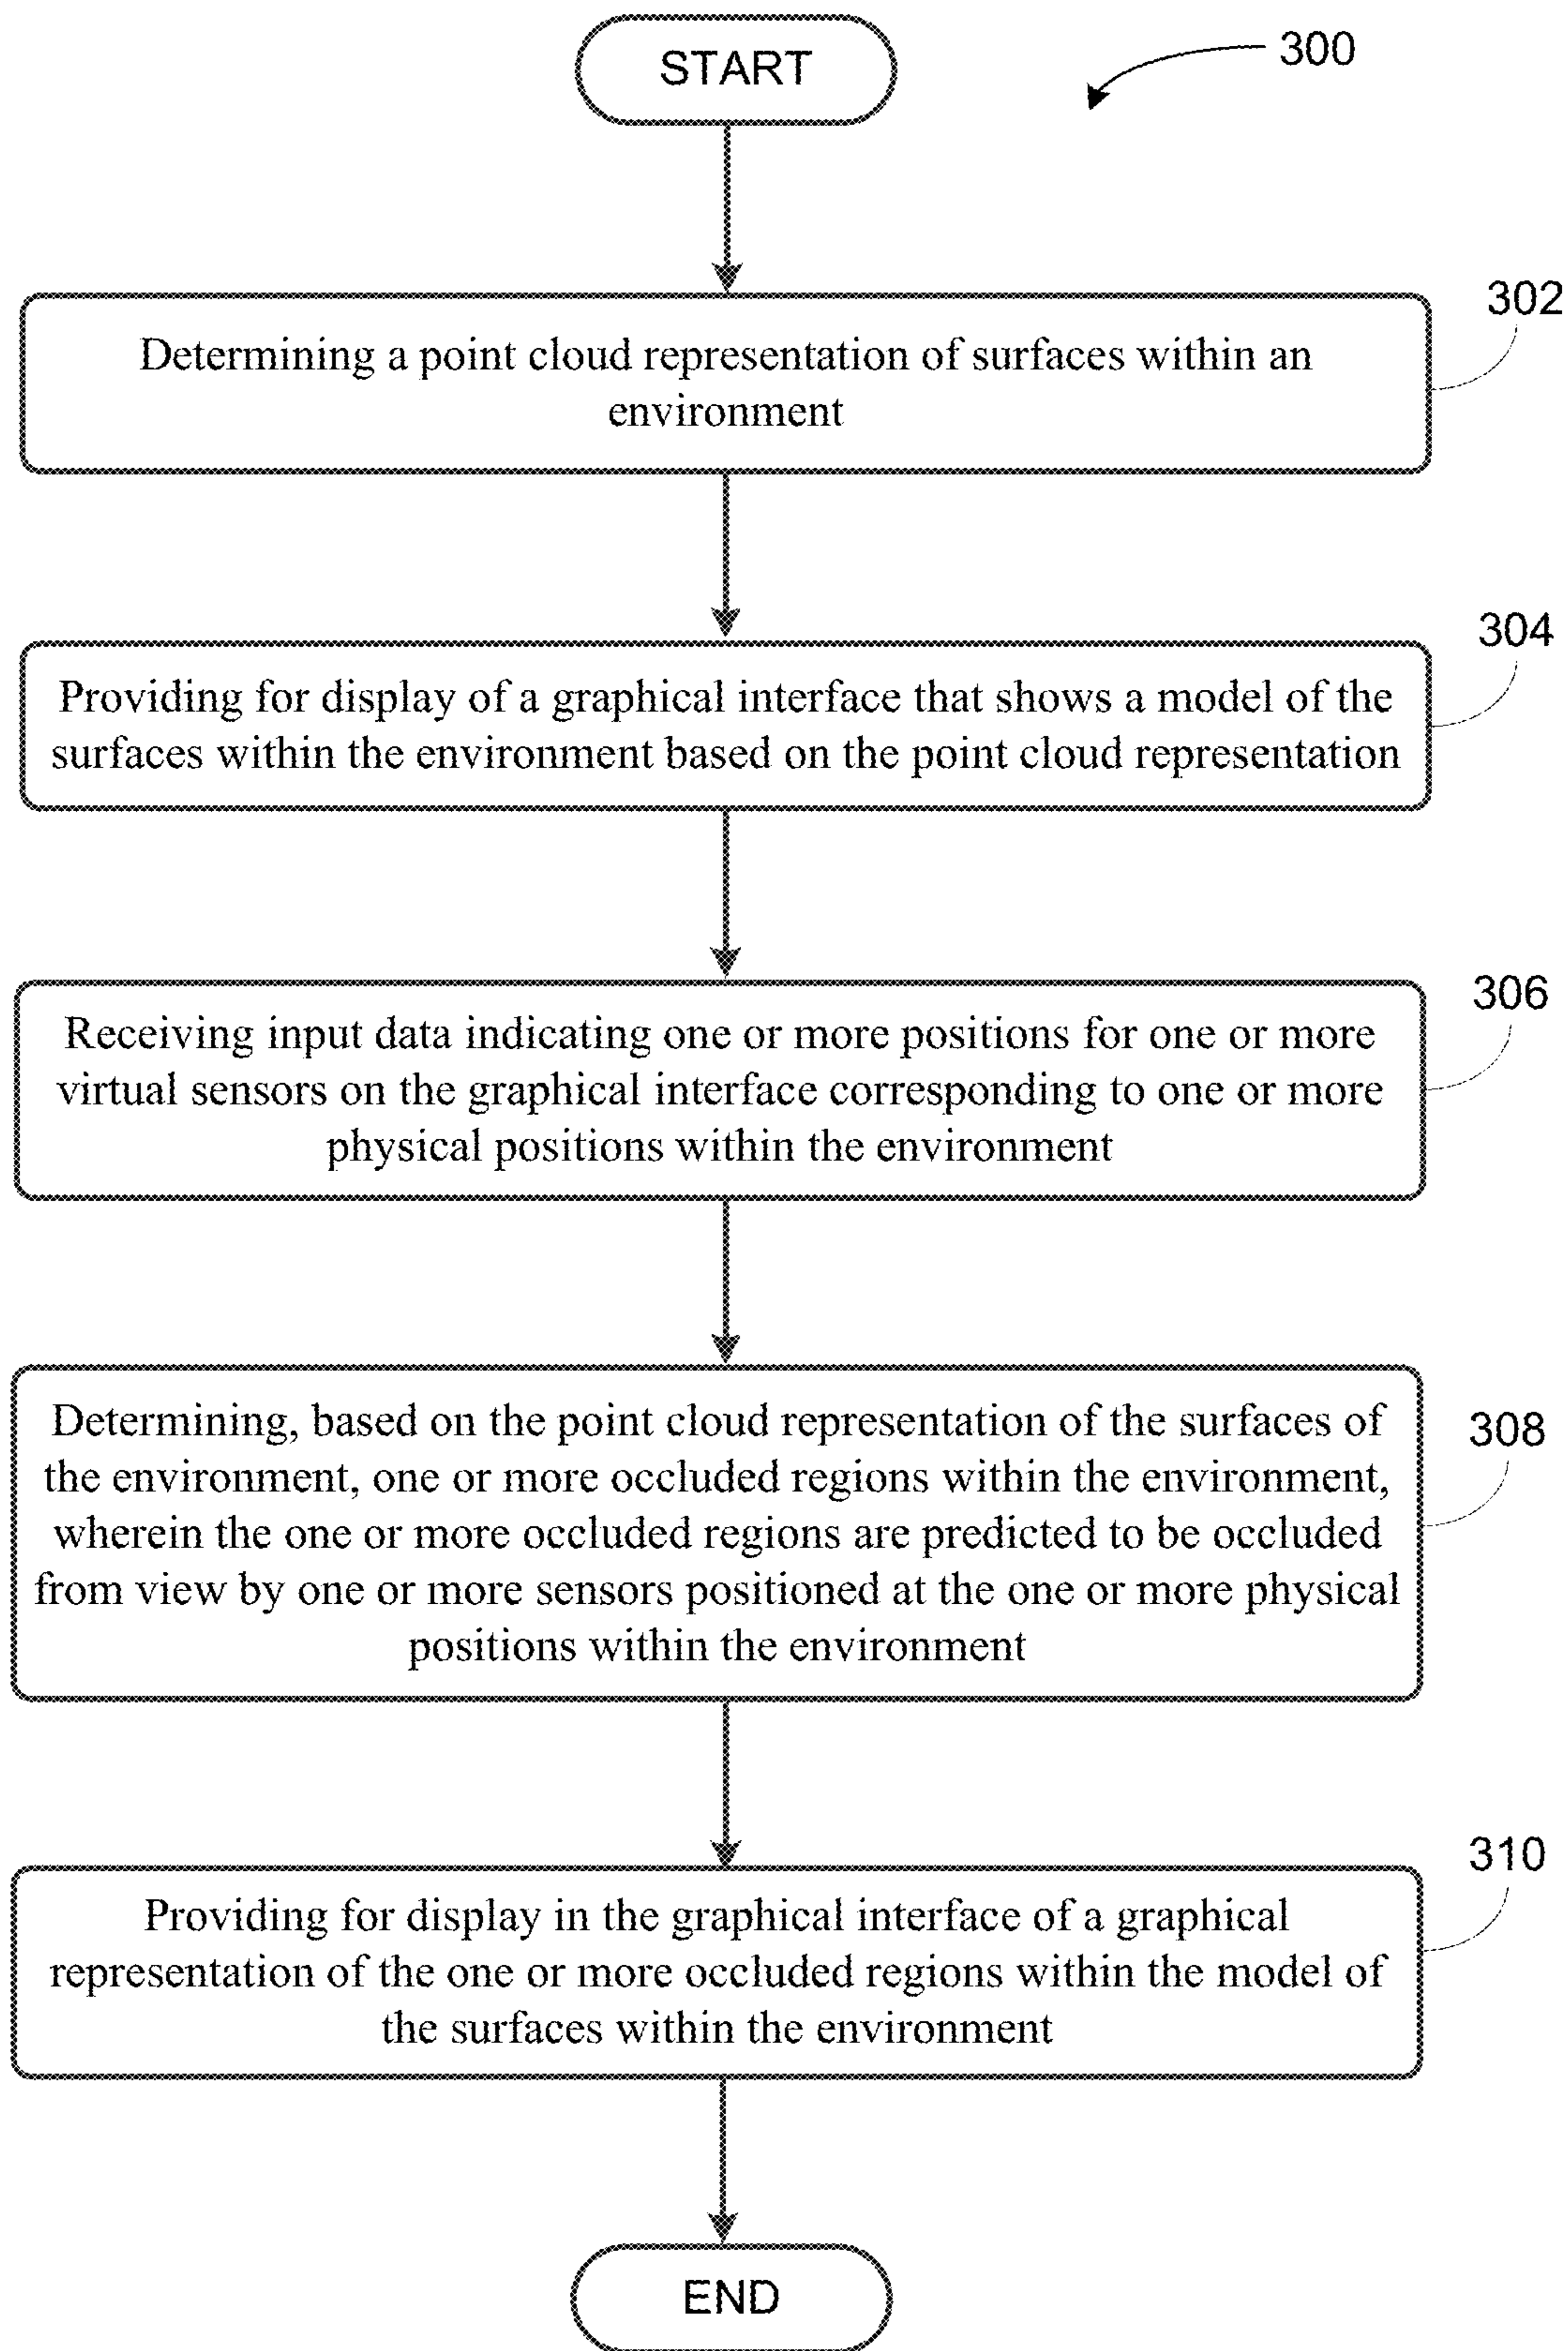 START
300
302
Determining a point cloud representation of surfaces within an
environment
304
Providing for display of a graphical interface that shows a model of the
surfaces within the environment based on the point cloud representation
306
Receiving input data indicating one or more positions for one or more
virtual sensors on the graphical interface corresponding to one or more
physical positions within the environment
308
Determining, based on the point cloud representation of the surfaces of
the environment, one or more occluded regions within the environment,
wherein the one or more occluded regions are predicted to be occluded
from view by one or more sensors positioned at the one or more physical
positions within the environment
310
Providing for display in the graphical interface of a graphical
representation of the one or more occluded regions within the model of
the surfaces within the environment
END